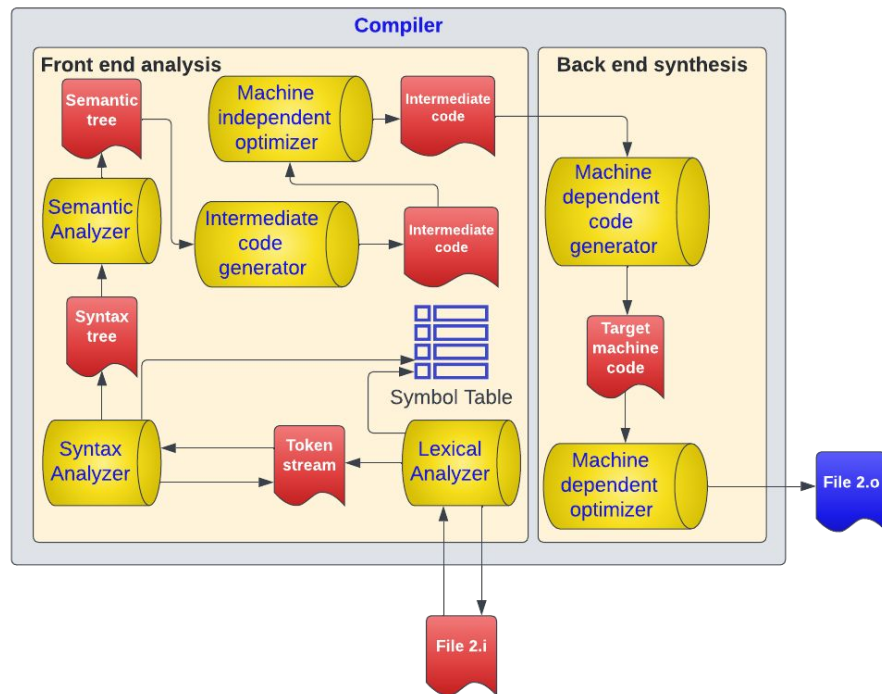 Compiler
Front end analysis
Back end synthesis
Semantic
tree
Machine
independent
optimizer
Intermediate
code
Semantic
Analyzer
Intermediate
code
generator
Intermediate
code
Machine
dependent
code
generator
Syntax
tree
Symbol Table
Target
machine
code
Syntax
Analyzer
Token
stream
Lexical
Analyzer
Machine
dependent
optimizer
File 2.o
File 2.i